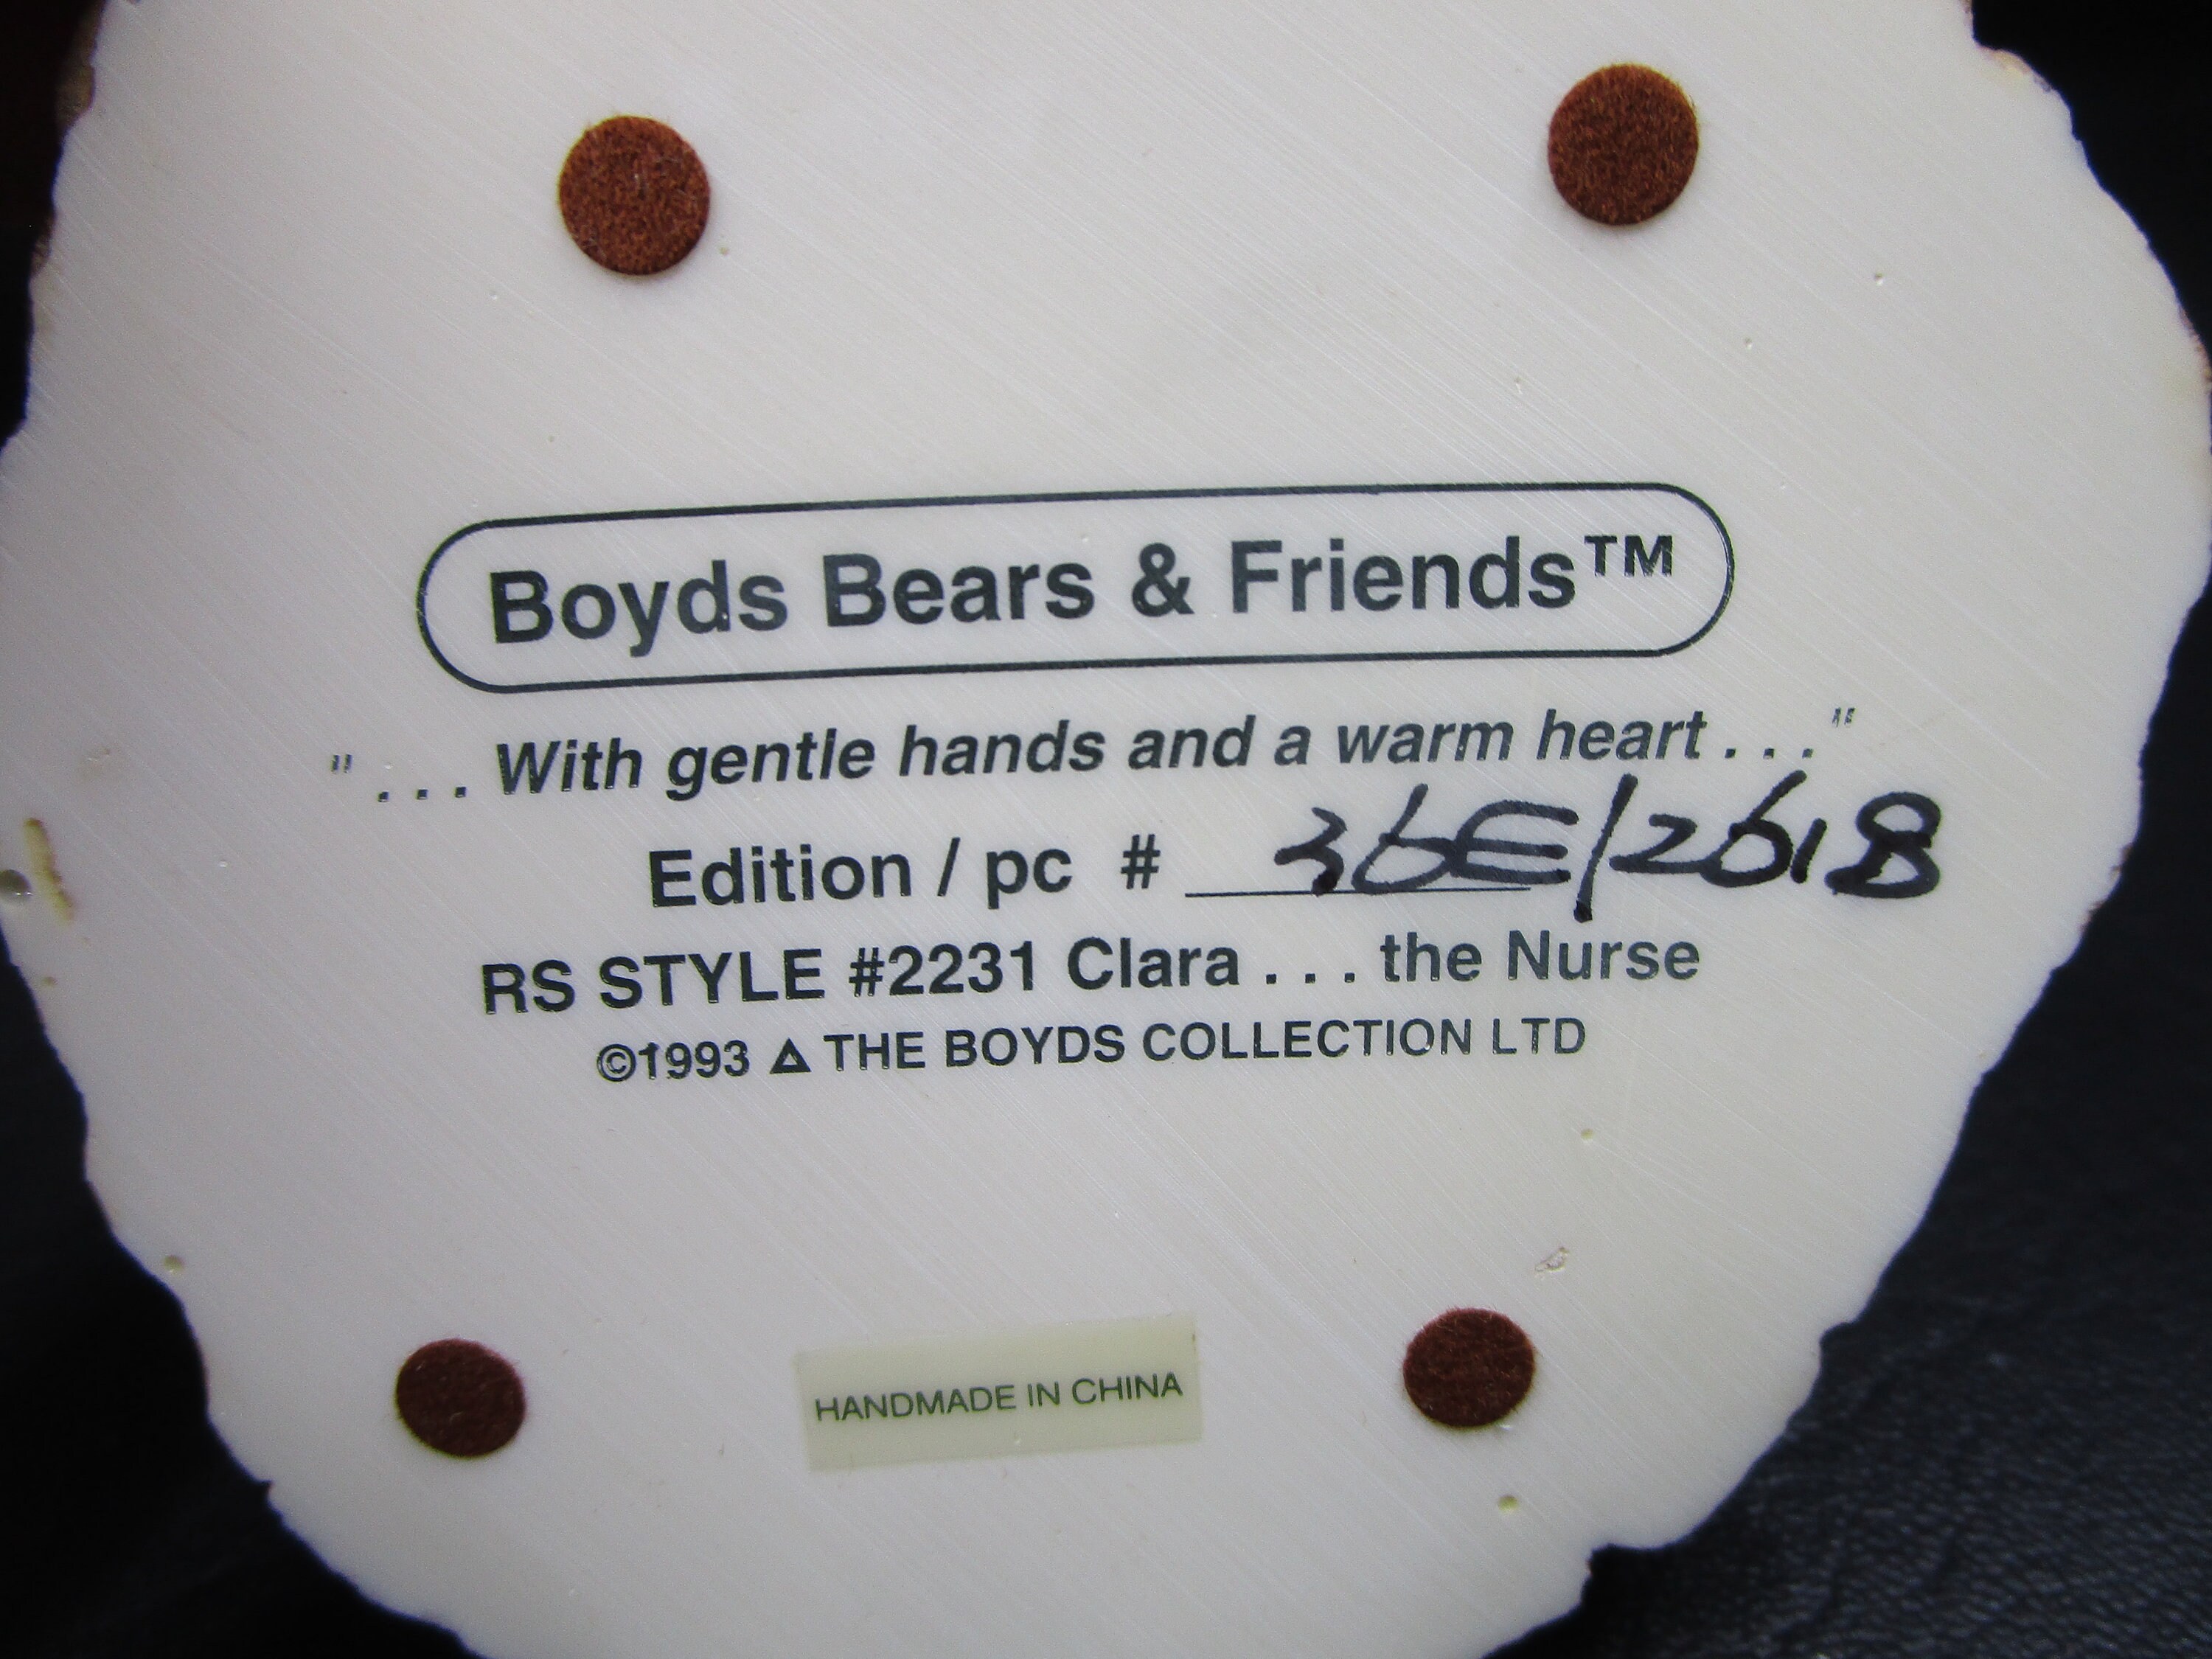 Boyds Bears & Friends™
"... With gentle hands and a warm heart..."
Edition / pc # 36E/2618
RS STYLE #2231 Clara ... the Nurse
©1993 Δ THE BOYDS COLLECTION LTD
HANDMADE IN CHINA